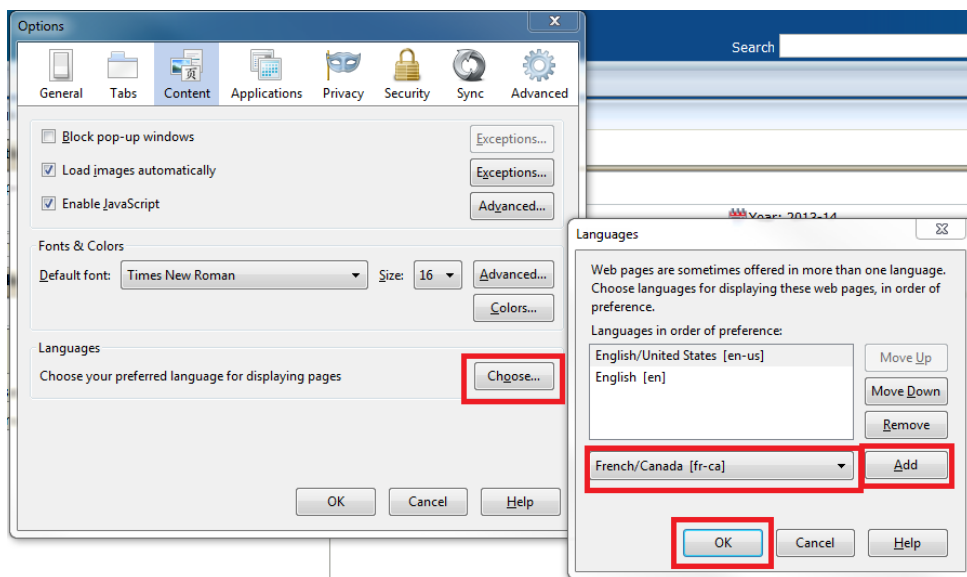 Options
Search
General Tabs Content Applications Privacy Security Sync Advanced
Block pop-up windows
Exceptions...
Load images automatically
Exceptions...
Enable JavaScript
Advanced...
Year: 2013-14
Fonts & Colors
Default font: Times New Roman Size: 16 Advanced...
Colors...
Languages
Choose your preferred language for displaying pages Choose...
OK Cancel Help
Languages
Web pages are sometimes offered in more than one language.
Choose languages for displaying these web pages, in order of
preference.
Languages in order of preference:
English/United States [en-us]
English [en]
Move Up
Move Down
Remove
French/Canada [fr-ca] Add
OK Cancel Help